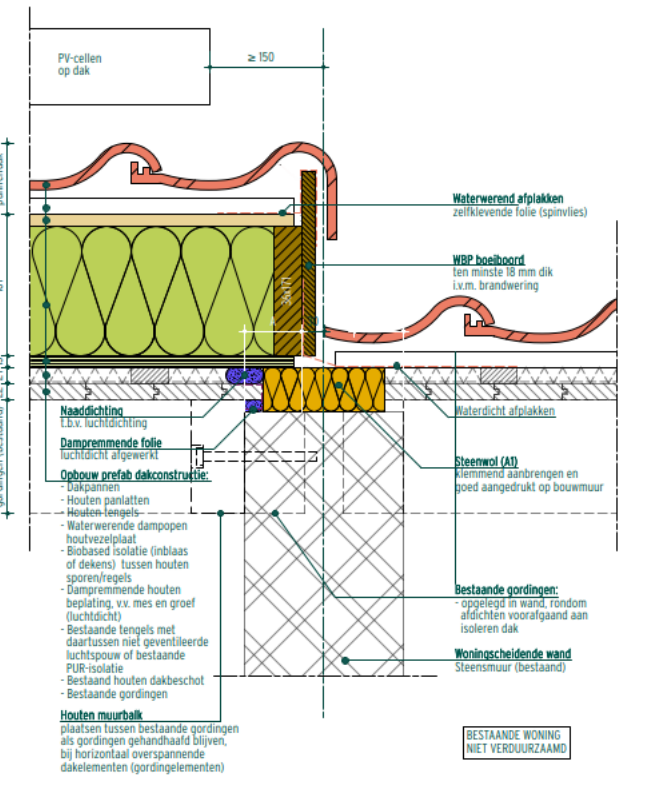 PV-cellen
op dak
≥ 150
Waterwerend afplakken
zelfklevende folie (spinvlies)
WBP boeiboord
ten minste 18 mm dik
i.v.m. brandwering
Naaddichting
t.b.v. luchtdichting
Dampremmende folie
luchtdicht afgewerkt
Opbouw prefab dakconstructie:
- Dakpannen
- Houten panlatten
- Houten tengels
- Waterwerende dampopen
houtvezelplaat
- Biobased isolatie (inblaas
of dekens) tussen houten
sporen/regels
- Dampremmende houten
beplating, v.v. mes en groef
(luchtdicht)
- Bestaande tengels met
daartussen niet geventileerde
luchtspouw of bestaande
PUR-isolatie
- Bestaand houten dakbeschot
- Bestaande gordingen
Houten muurbalk
plaatsen tussen bestaande gordingen
als gordingen gehandhaafd blijven,
bij horizontaal overspannende
dakelementen (gordingelementen)
Waterdicht afplakken
Steenwol (A1)
klemmend aanbrengen en
goed aangedrukt op bouwmuur
Bestaande gordingen:
- opgelegd in wand, rondom
afdichten voorafgaand aan
isoleren dak
Woningscheidende wand
Steensmuur (bestaand)
BESTAANDE WONING
NIET VERDUURZAAMD